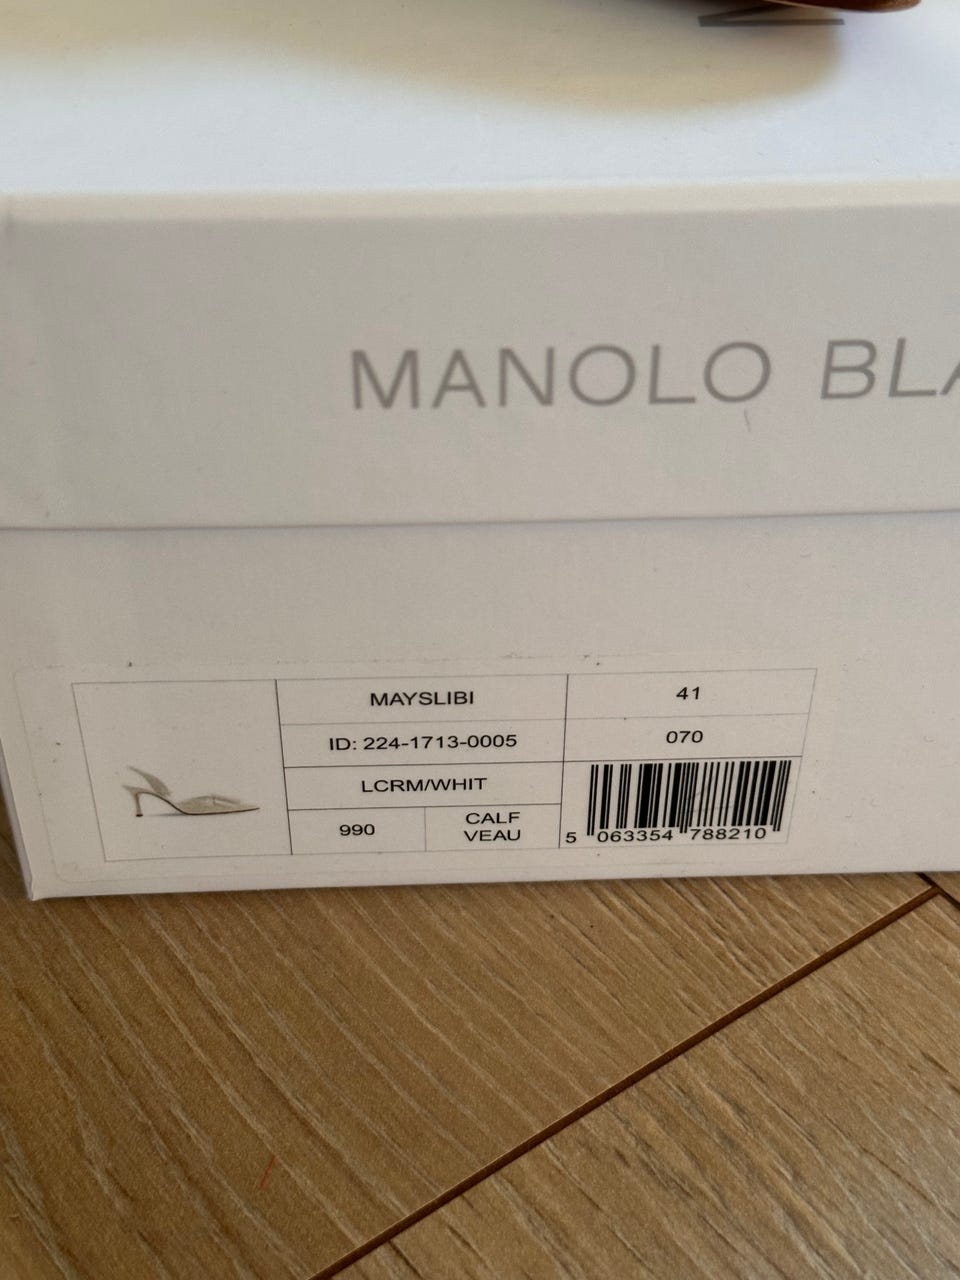 MANOLO BLA
MAYSLIBI
41
ID: 224-1713-0005
070
LCRM/WHIT
990
CALF
VEAU
5 063354 788210